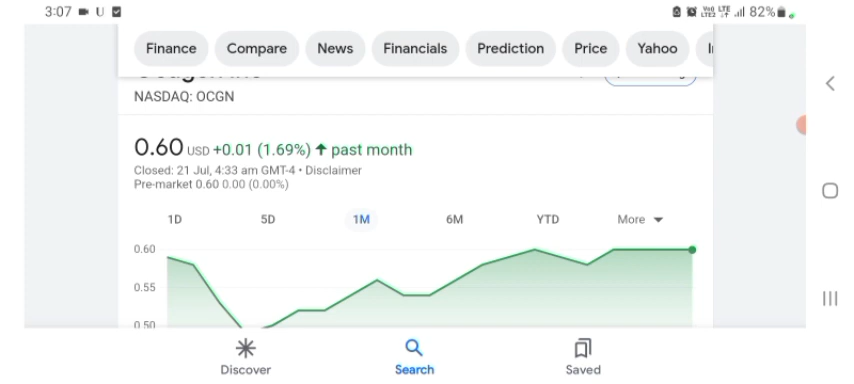 3:07 U LTE2 LTE 82%
Finance Compare News Financials Prediction Price Yahoo
NASDAQ: OCGN
0.60 USD +0.01 (1.69%) ↑ past month
Closed: 21 Jul, 4:33 am GMT-4 • Disclaimer
Pre-market 0.60 0.00 (0.00%)
1D 5D 1M 6M YTD More
0.60
0.55
0.50
Discover Search Saved